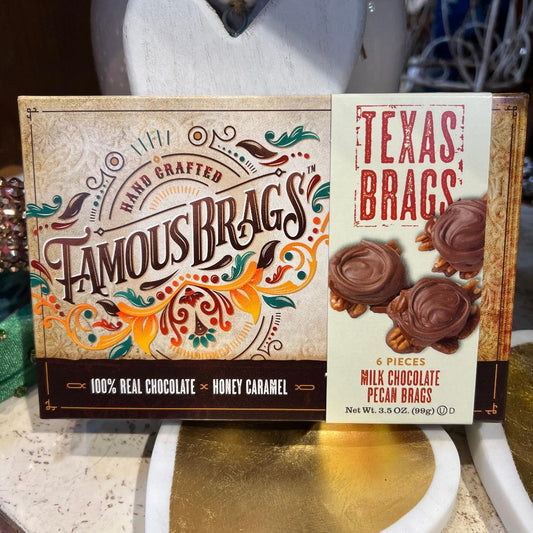 HAND CRAFTED
FAMOUS BRAGS™
100% REAL CHOCOLATE × HONEY CARAMEL
TEXAS
BRAGS
6 PIECES
MILK CHOCOLATE
PECAN BRAGS
Net Wt. 3.5 OZ. (99g) Ⓤ D